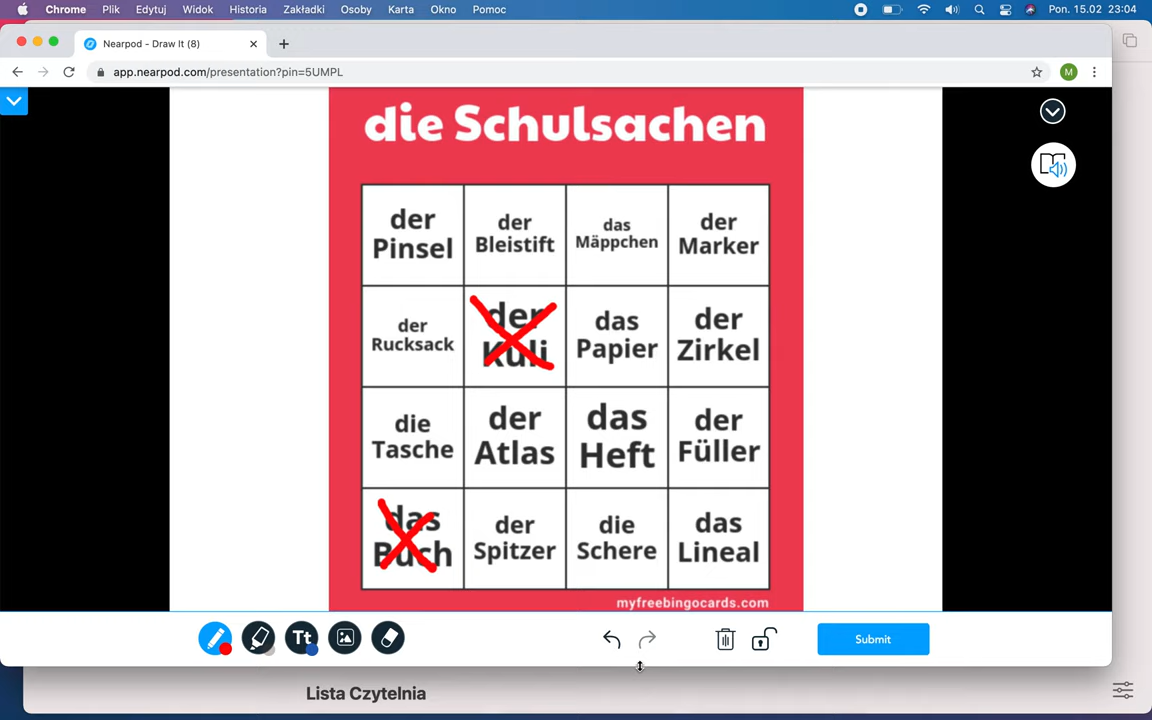 Chrome Plik Edytuj Widok Historia Zakładki Osoby Karta Okno Pomoc Pon. 15.02 23:04
Nearpod - Draw It (8)
app.nearpod.com/presentation?pin=5UMPL
M
die Schulsachen
der Pinsel
der Bleistift
das Mäppchen
der Marker
der Rucksack
der Kuli
das Papier
der Zirkel
die Tasche
der Atlas
das Heft
der Füller
das Buch
der Spitzer
die Schere
das Lineal
myfreebingocards.com
Tt
Submit
Lista Czytelnia